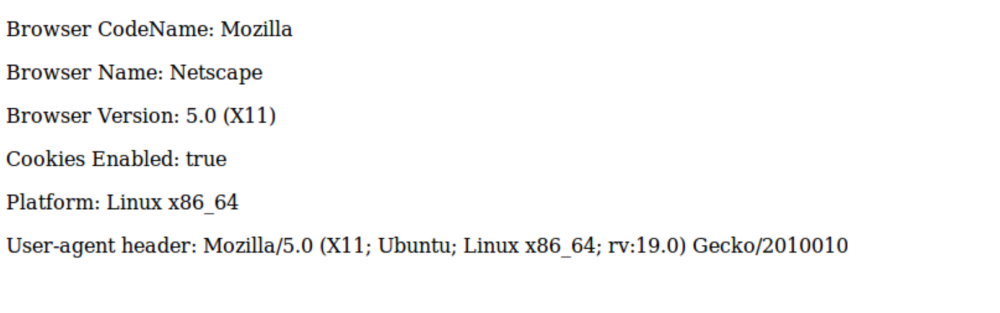 Browser CodeName: Mozilla
Browser Name: Netscape
Browser Version: 5.0 (X11)
Cookies Enabled: true
Platform: Linux x86_64
User-agent header: Mozilla/5.0 (X11; Ubuntu; Linux x86_64; rv:19.0) Gecko/2010010